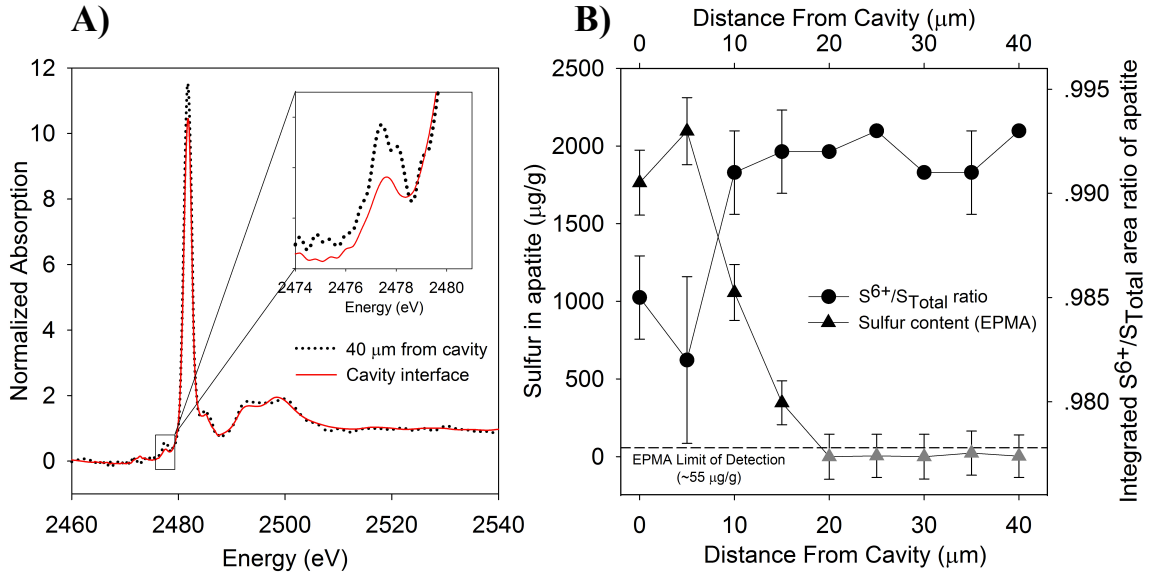 A)
12
10
8
6
4
2
0
Normalized Absorption
2460
2480
2500
2520
2540
Energy (eV)
2474
2476
2478
2480
Energy (eV)
40 μm from cavity
Cavity interface
B)
Distance From Cavity (μm)
0
10
20
30
40
2500
2000
1500
1000
500
0
Sulfur in apatite (μg/g)
.995
.990
.985
.980
Integrated S6+/STotal area ratio of apatite
S6+/STotal ratio
Sulfur content (EPMA)
EPMA Limit of Detection
(~55 μg/g)
0
10
20
30
40
Distance From Cavity (μm)